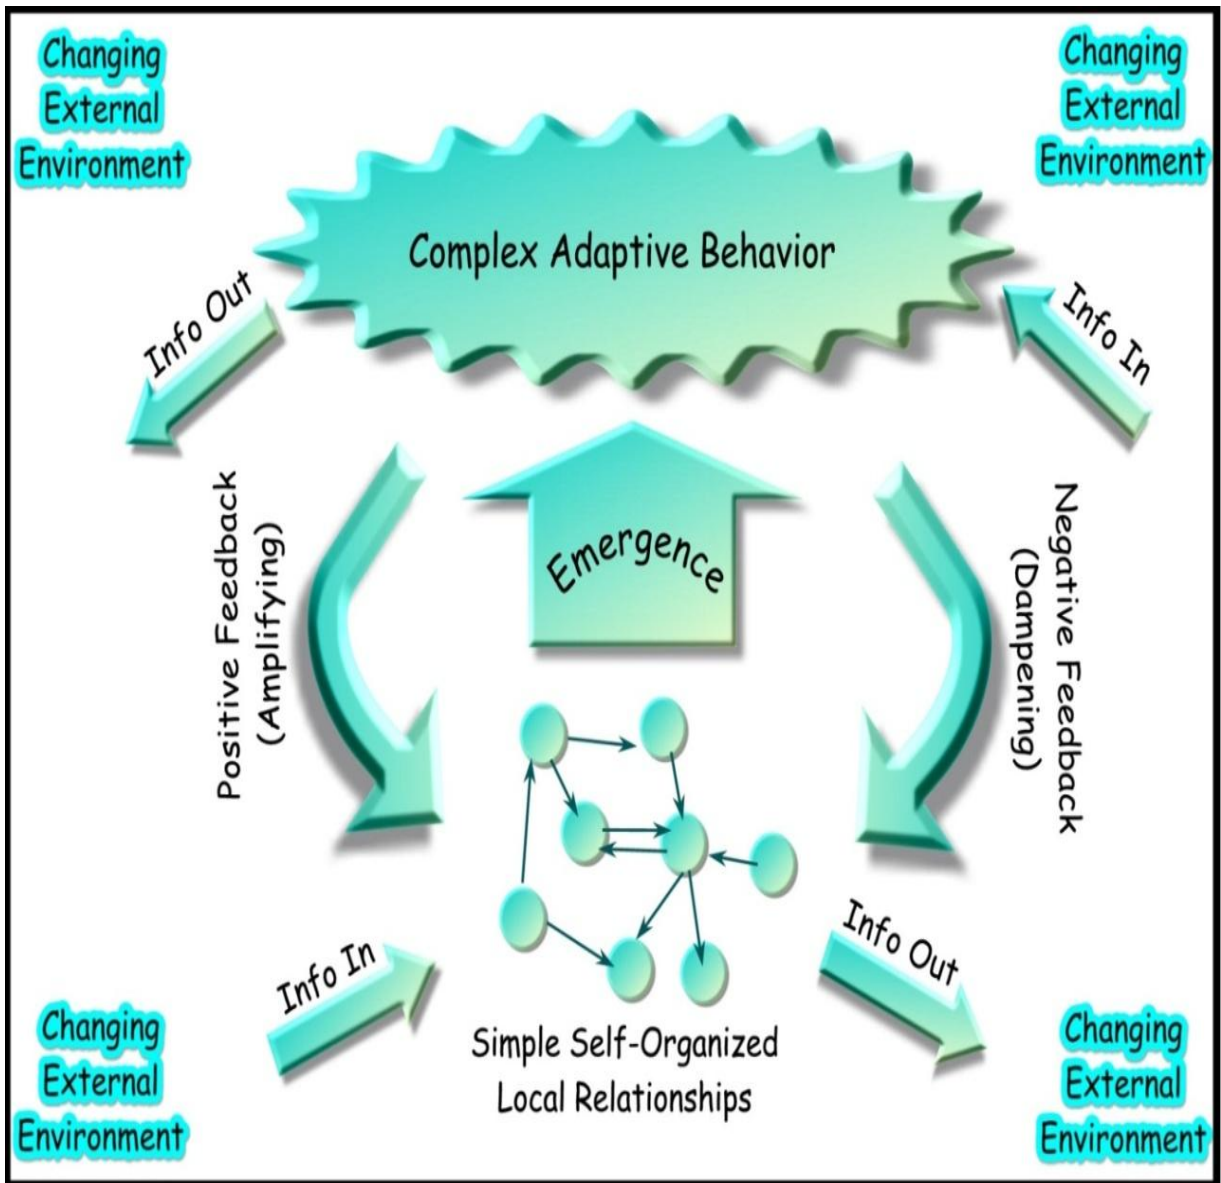 Changing
External
Environment
Changing
External
Environment
Complex Adaptive Behavior
Info Out
Info In
Positive Feedback
(Amplifying)
Emergence
Negative Feedback
(Dampening)
Info In
Info Out
Simple Self-Organized
Local Relationships
Changing
External
Environment
Changing
External
Environment